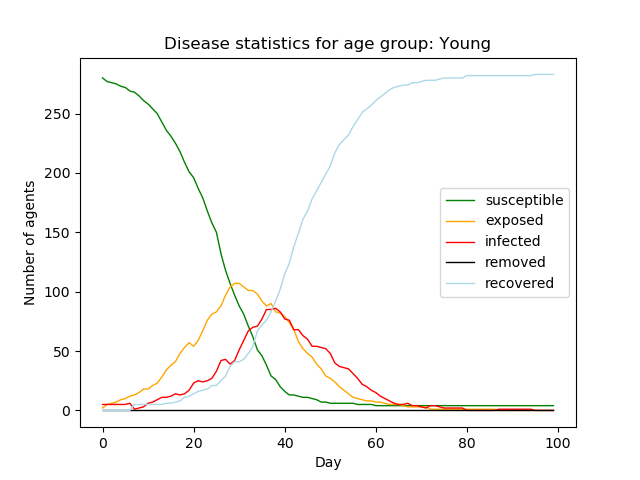 Disease statistics for age group: Young
Number of agents
250
200
150
100
50
0
susceptible
exposed
infected
removed
recovered
0 20 40 60 80 100
Day